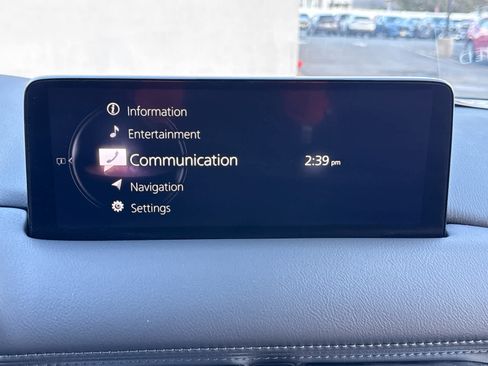 Information
Entertainment
Communication
2:39 pm
Navigation
Settings